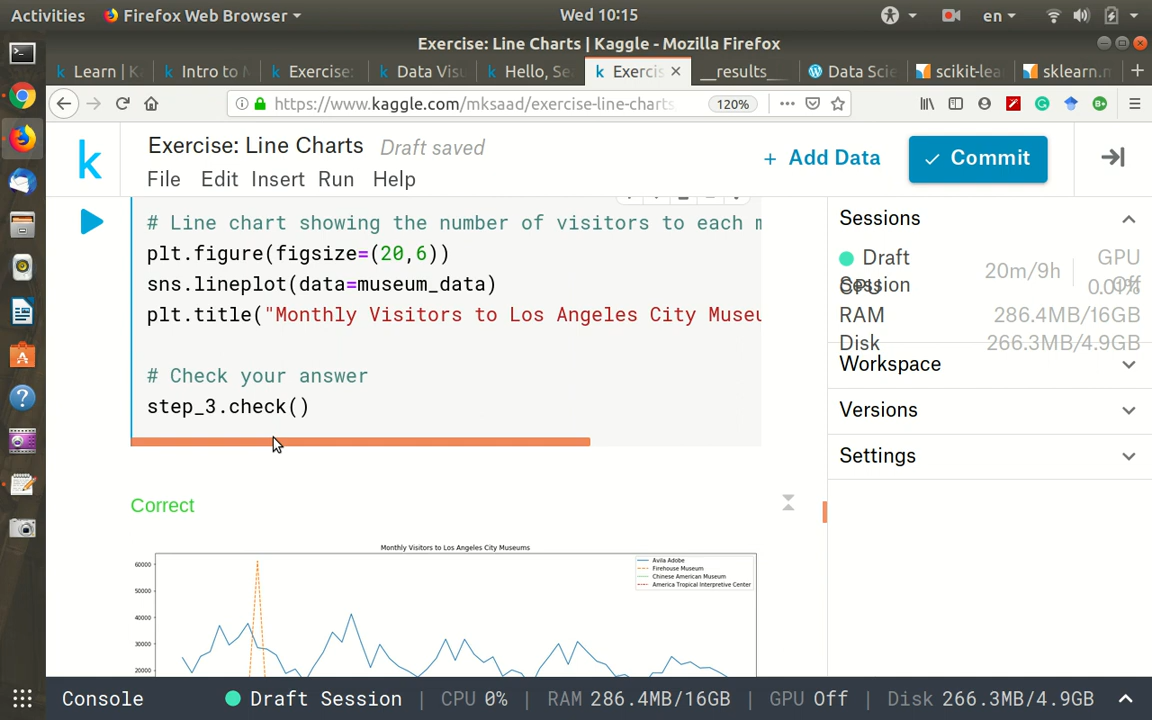 Activities Firefox Web Browser Wed 10:15 en
Exercise: Line Charts | Kaggle - Mozilla Firefox
Learn | K Intro to Exercise: Data Vis Hello, Se Exercis __results__ Data Scie scikit-lea sklearn.m
https://www.kaggle.com/mksaad/exercise-line-charts 120%
k Exercise: Line Charts Draft saved + Add Data Commit
File Edit Insert Run Help
# Line chart showing the number of visitors to each m
plt.figure(figsize=(20,6))
sns.lineplot(data=museum_data)
plt.title("Monthly Visitors to Los Angeles City Museu
# Check your answer
step_3.check()
Correct
Monthly Visitors to Los Angeles City Museums
Avila Adobe
Firehouse Museum
Chinese American Museum
America Tropical Interpretive Center
60000
50000
40000
30000
20000
Sessions
Draft Session 20m/9h GPU Off
CPU 0.01%
RAM 286.4MB/16GB
Disk 266.3MB/4.9GB
Workspace
Versions
Settings
Console Draft Session | CPU 0% | RAM 286.4MB/16GB | GPU Off | Disk 266.3MB/4.9GB